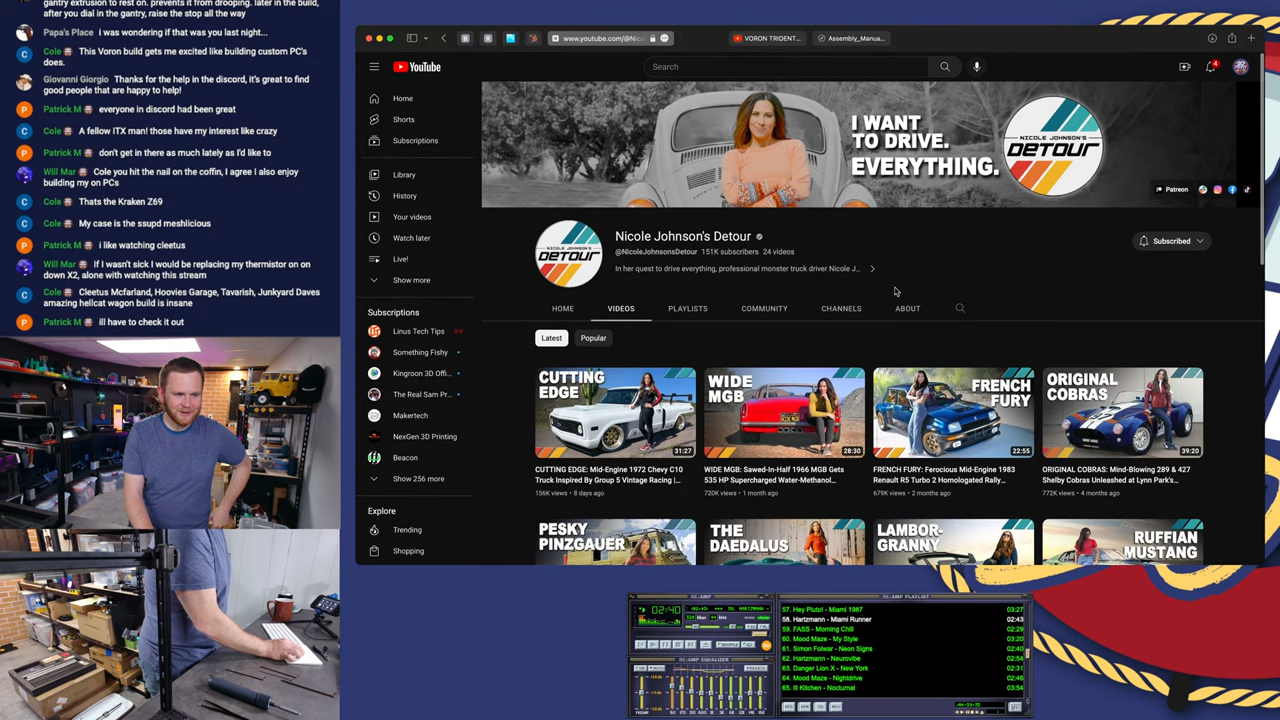 gantry extrusion to rest on. prevents it from drooping. later in the build,
after you dial in the gantry, raise the stop all the way
Papa's Place i was wondering if that was you last night...
Cole This Voron build gets me excited like building custom PC's
does.
Giovanni Giorgio Thanks for the help in the discord, it's great to find
good people that are happy to help!
Patrick M everyone in discord had been great
Cole A fellow ITX man! those have my interest like crazy
Patrick M don't get in there as much lately as I'd like to
Will Mar Cole you hit the nail on the coffin, I agree I also enjoy
building my on PCs
Cole Thats the Kraken Z69
Cole My case is the ssupd meshlicious
Patrick M i like watching cleetus
Will Mar If I wasn't sick I would be replacing my thermistor on on
down X2, alone with watching this
stream
Cole Cleetus Mcfarland, Hoovies Garage, Tavarish, Junkyard Daves
amazing hellcat wagon build is insane
Patrick M ill have to check it out
www.youtube.com/@Nico
VORON TRIDENT...
Assembly_Manua...
YouTube
Search
4
Home
Shorts
Subscriptions
Library
History
Your videos
Watch later
Live!
Show more
Subscriptions
Linus Tech Tips
Something Fishy
Kingroon 3D Offi...
The Real Sam Pr...
Makertech
NexGen 3D Printing
Beacon
Show 256 more
Explore
Trending
Shopping
I WANT
TO DRIVE.
EVERYTHING.
NICOLE JOHNSON'S
DETOUR
Patreon
NICOLE JOHNSON'S
DETOUR
Nicole Johnson's Detour
@NicoleJohnsonsDetour 151K subscribers 24 videos
In her quest to drive everything, professional monster truck driver Nicole J...
Subscribed
HOME
VIDEOS
PLAYLISTS
COMMUNITY
CHANNELS
ABOUT
Latest
Popular
CUTTING
EDGE
31:27
CUTTING EDGE: Mid-Engine 1972 Chevy C10
Truck Inspired By Group 5 Vintage Racing |...
156K views • 8 days ago
WIDE
MGB
28:30
WIDE MGB: Sawed-In-Half 1966 MGB Gets
535 HP Supercharged Water-Methanol...
720K views • 1 month ago
FRENCH
FURY
22:55
FRENCH FURY: Ferocious Mid-Engine 1983
Renault R5 Turbo 2 Homologated Rally...
679K views • 2 months ago
ORIGINAL
COBRAS
39:20
ORIGINAL COBRAS: Mind-Blowing 289 & 427
Shelby Cobras Unleashed at Lynn Park's...
772K views • 4 months ago
PESKY
PINZGAUER
THE
DAEDALUS
LAMBOR-
GRANNY
RUFFIAN
MUSTANG
RE:AMP
02:40
RE:AMP EQUALIZER
PRESETS
RE:AMP PLAYLIST
57. Hey Pluto! - Miami 1987 03:27
58. Hartzmann - Miami Runner 02:43
59. FASS - Morning Chill 02:29
60. Mood Maze - My Style 03:20
61. Simon Folwar - Neon Signs 02:40
62. Hartzmann - Neurovibe 02:54
63. Danger Lion X - New York 02:31
64. Mood Maze - Nightdrive 02:46
65. Ill Kitchen - Nocturnal 03:54